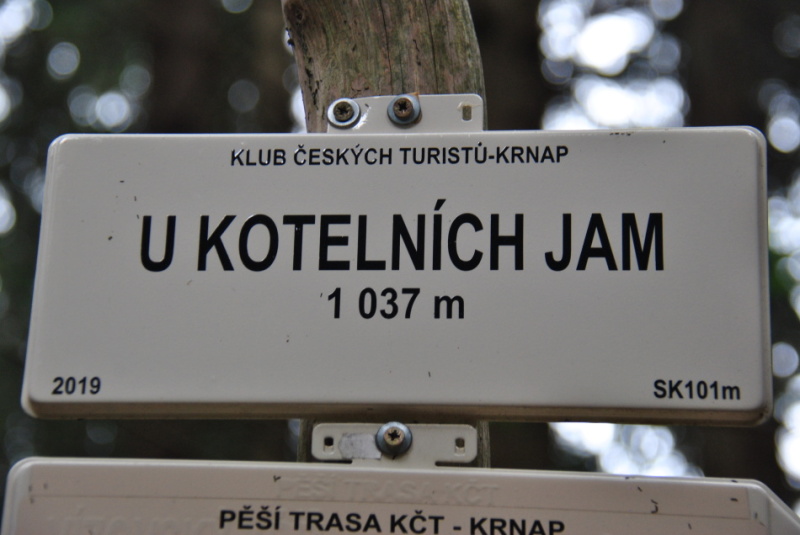 KLUB ČESKÝCH TURISTŮ-KRNAP
U KOTELNÍCH JAM
1 037 m
2019 SK101m
PĚŠÍ TRASA KČT - KRNAP